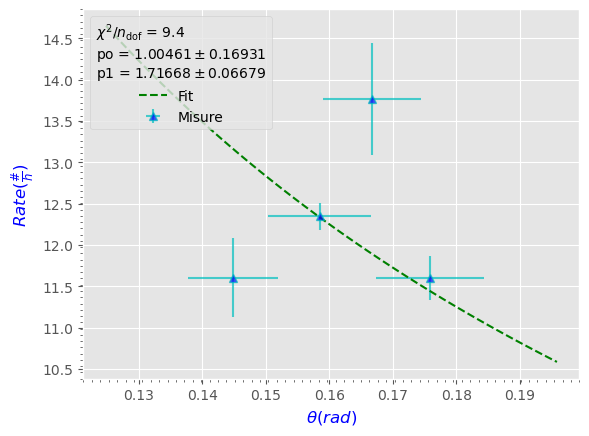 χ²/n_dof = 9.4
po = 1.00461 ± 0.16931
p1 = 1.71668 ± 0.06679
Fit
Misure
14.5
14.0
13.5
13.0
12.5
12.0
11.5
11.0
10.5
Rate(#/h)
0.13 0.14 0.15 0.16 0.17 0.18 0.19
θ(rad)